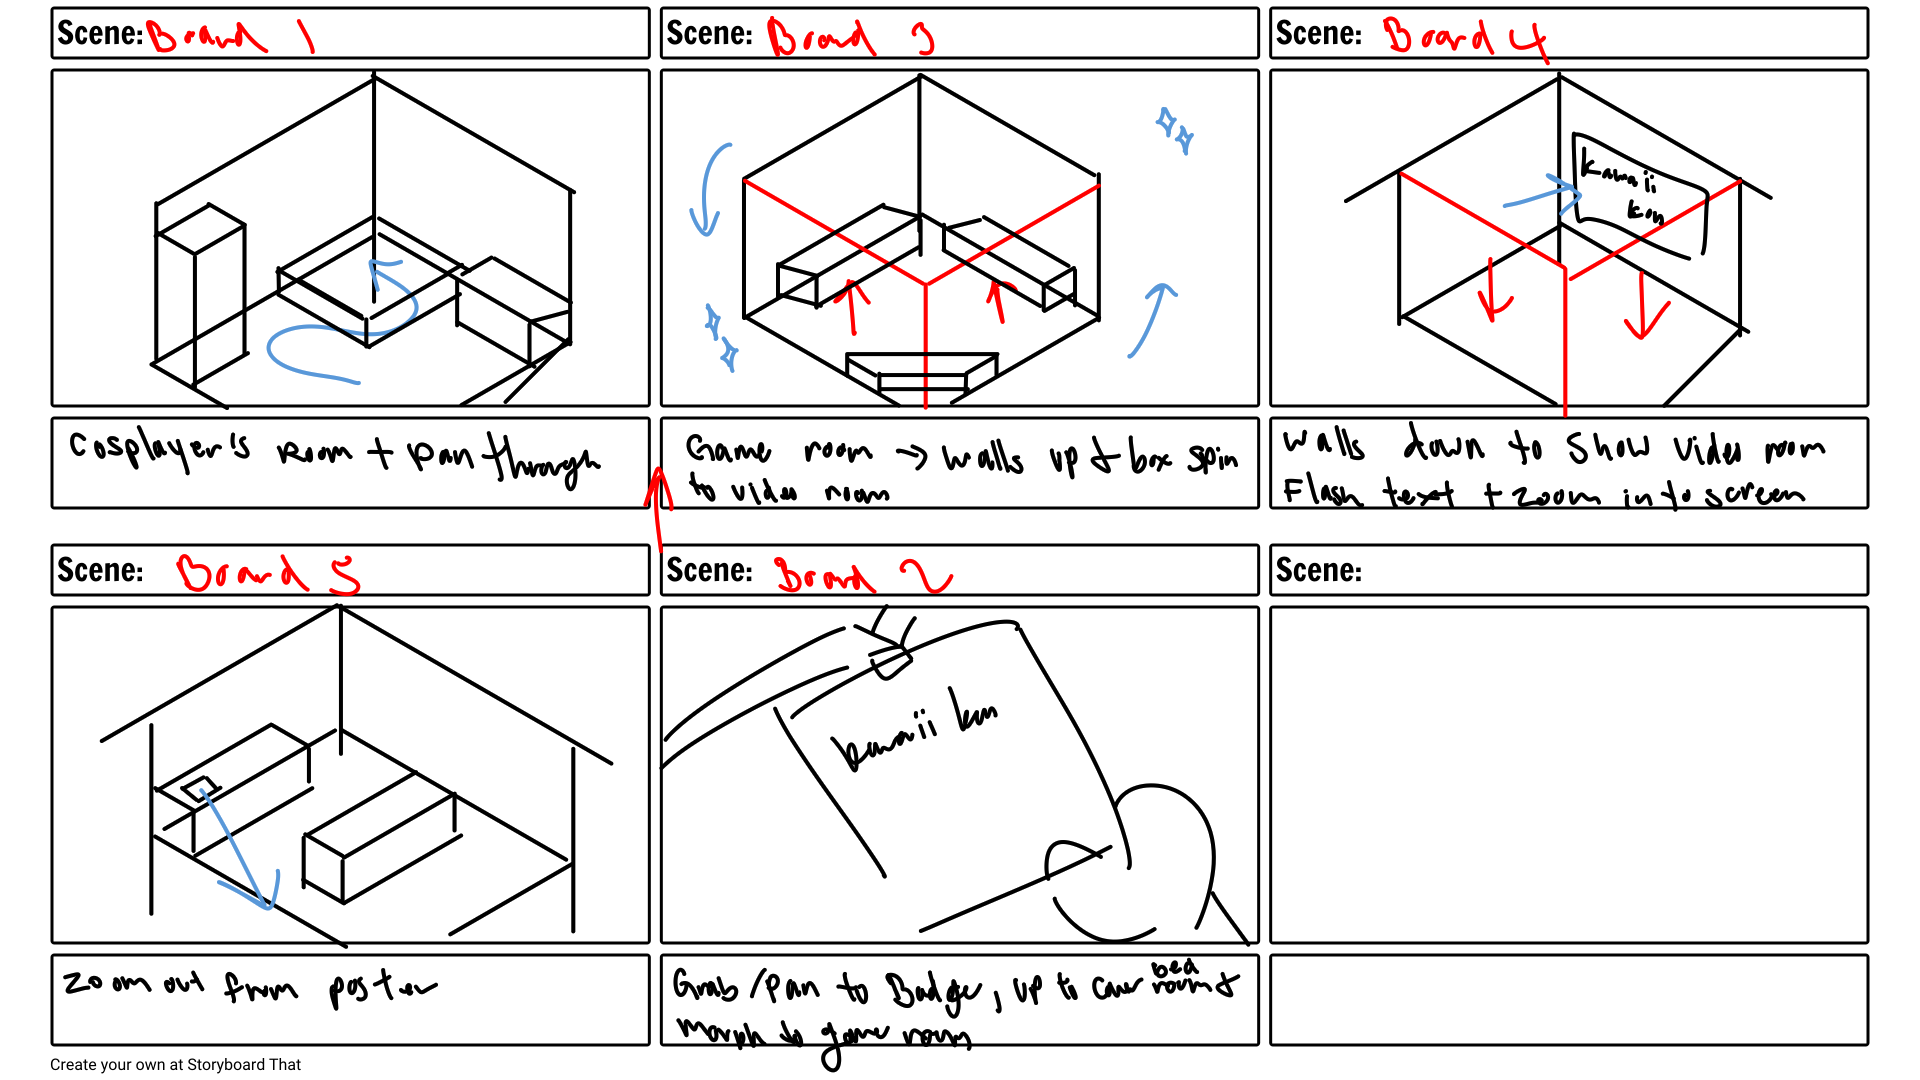 Scene: Board 1
Scene: Board 3
Scene: Board 4
Kawaii
Kon
Cosplayer's Room + Pan through
Game room → walls up & box spin
to video room
Walls down to show video room
Flash text + zoom into screen
Scene: Board 5
Scene: Board 2
Scene:
kawaii kon
Zoom out from poster
Grab/Pan to Badge, up to cover bed room &
morph to game room
Create your own at Storyboard That